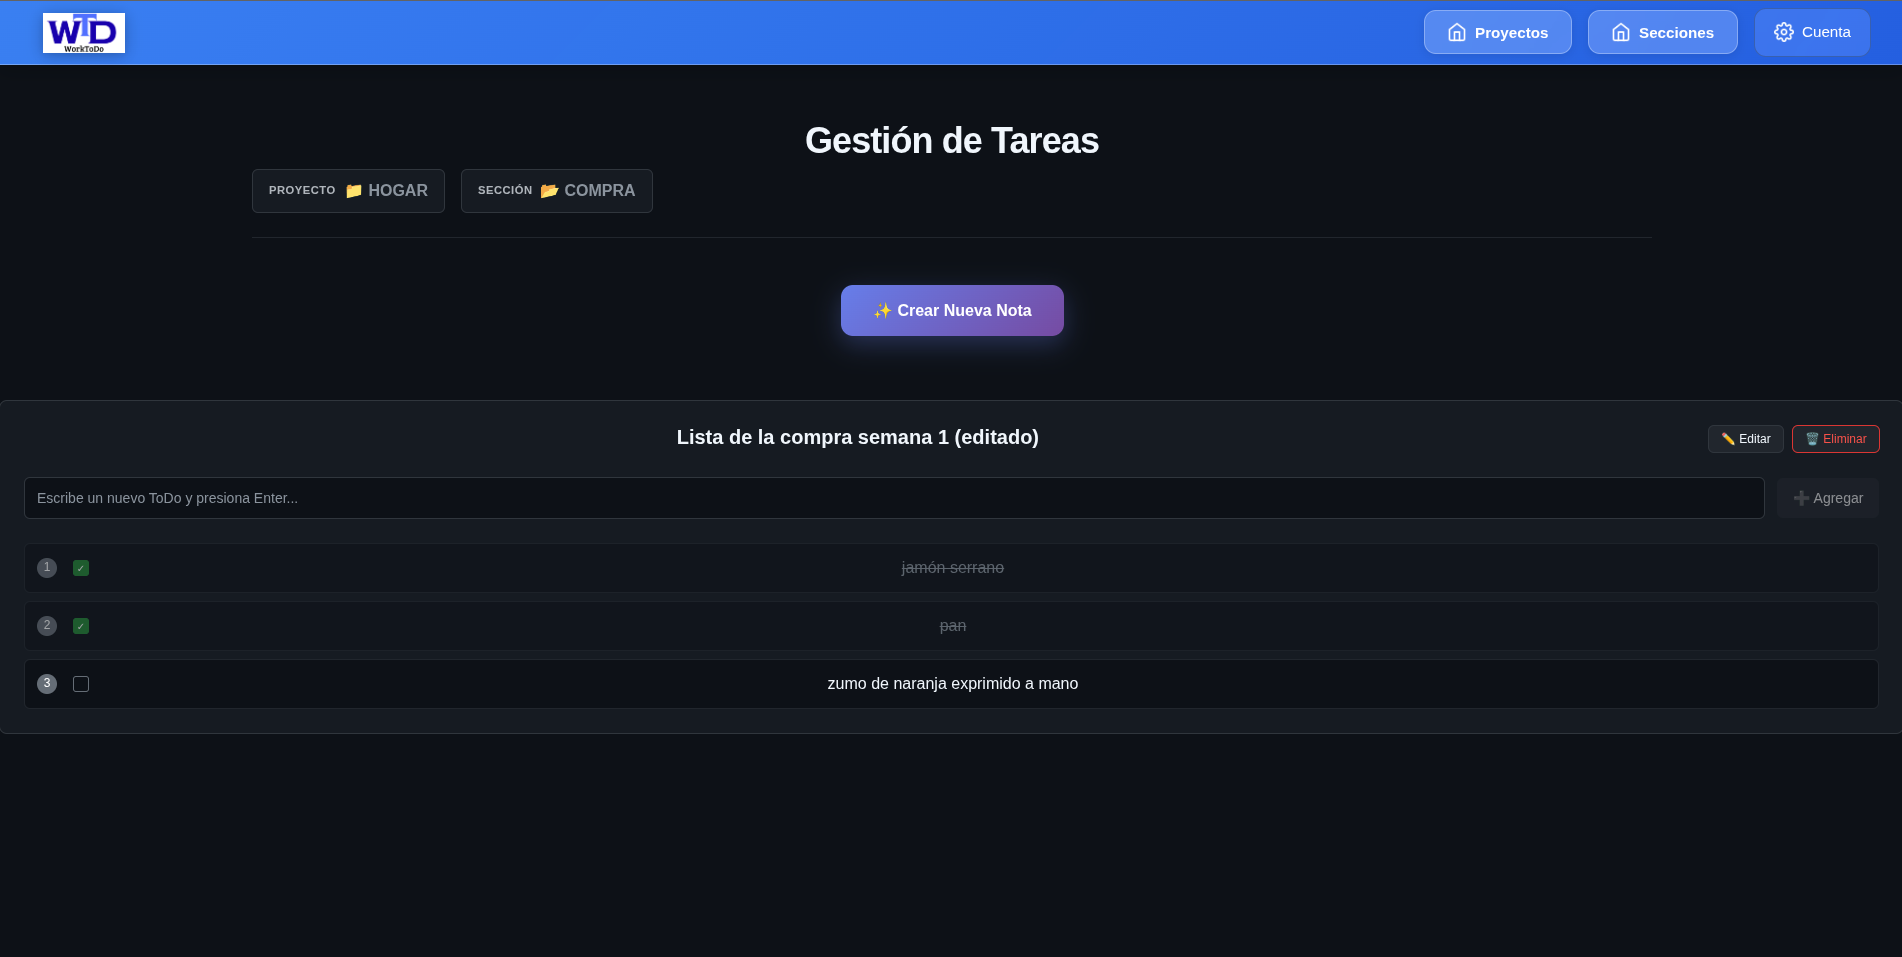 WTD
WorkToDo
Proyectos
Secciones
Cuenta
Gestión de Tareas
PROYECTO 📁 HOGAR
SECCIÓN 📂 COMPRA
✨ Crear Nueva Nota
Lista de la compra semana 1 (editado)
✏️ Editar
🗑️ Eliminar
Escribe un nuevo ToDo y presiona Enter...
➕ Agregar
1 ✓ jamón serrano
2 ✓ pan
3 zumo de naranja exprimido a mano